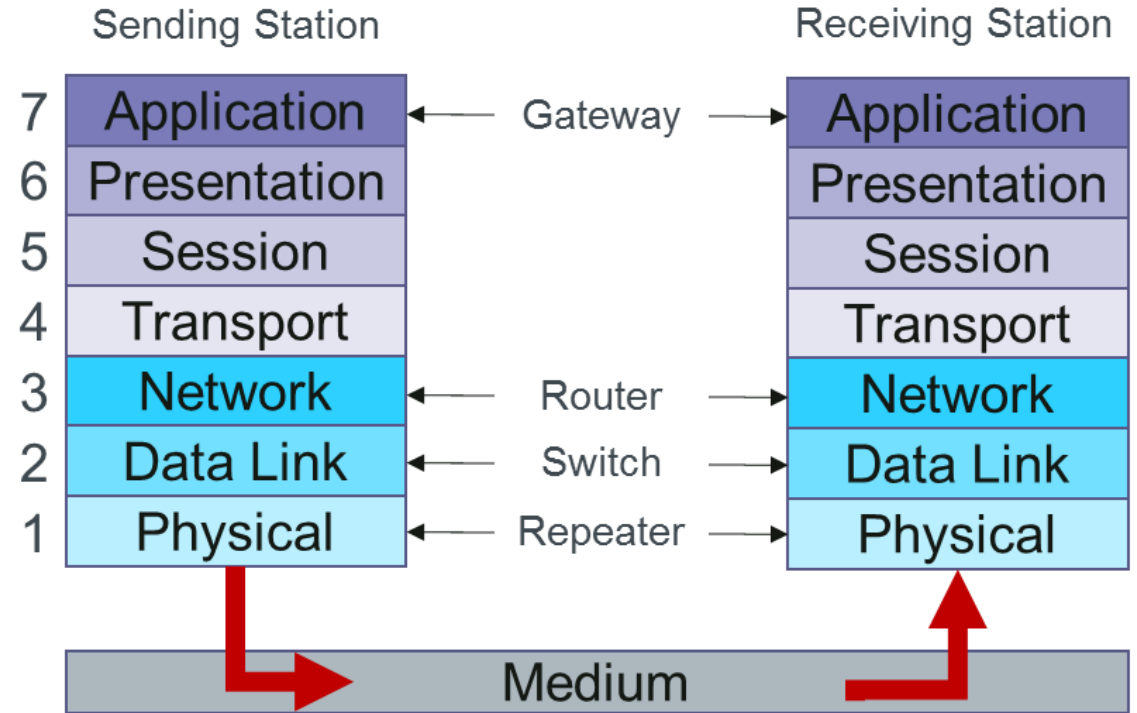 Sending Station
Receiving Station
7 Application Gateway Application
6 Presentation Presentation
5 Session Session
4 Transport Transport
3 Network Router Network
2 Data Link Switch Data Link
1 Physical Repeater Physical
Medium